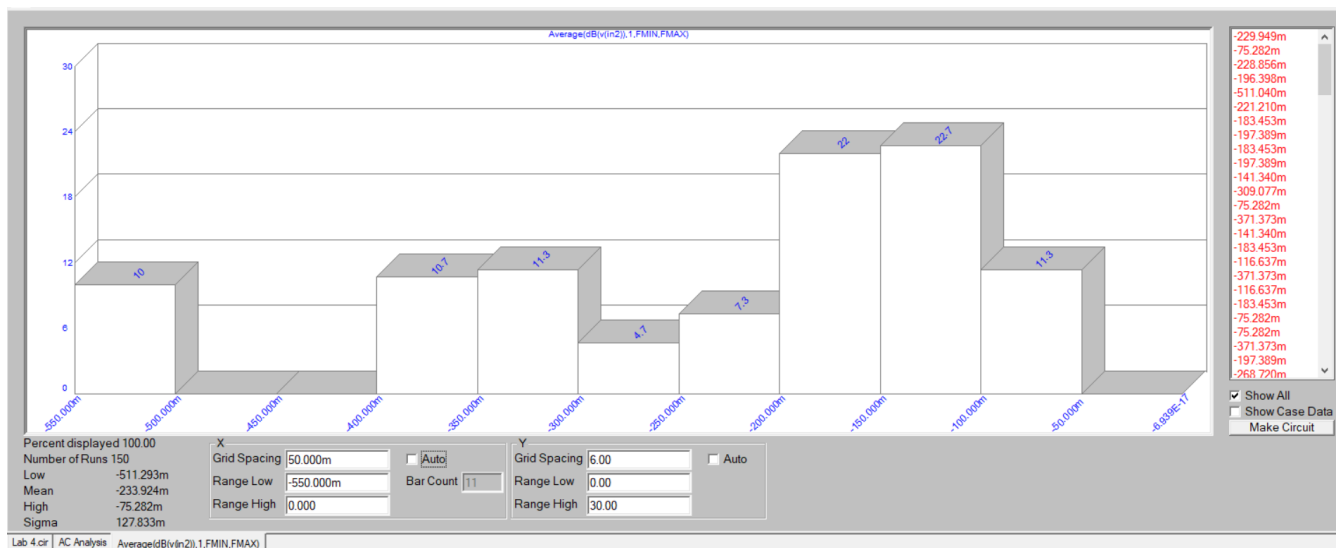 Average(dB(v(in2)),1,FMIN,FMAX)
30
24
18
12
6
0
10
10.7
11.3
4.7
7.3
22
22.7
11.3
-550.000m
-500.000m
-450.000m
-400.000m
-350.000m
-300.000m
-250.000m
-200.000m
-150.000m
-100.000m
-50.000m
-6.939E-17
-229.949m
-75.282m
-228.856m
-196.398m
-511.040m
-221.210m
-183.453m
-197.389m
-183.453m
-197.389m
-141.340m
-309.077m
-75.282m
-371.373m
-141.340m
-183.453m
-116.637m
-371.373m
-116.637m
-183.453m
-75.282m
-75.282m
-371.373m
-197.389m
-268.720m
Show All
Show Case Data
Make Circuit
Percent displayed 100.00
Number of Runs 150
Low -511.293m
Mean -233.924m
High -75.282m
Sigma 127.833m
X
Grid Spacing 50.000m Auto
Range Low -550.000m Bar Count 11
Range High 0.000
Y
Grid Spacing 6.00 Auto
Range Low 0.00
Range High 30.00
Lab 4.cir AC Analysis Average(dB(v(in2)),1,FMIN,FMAX)